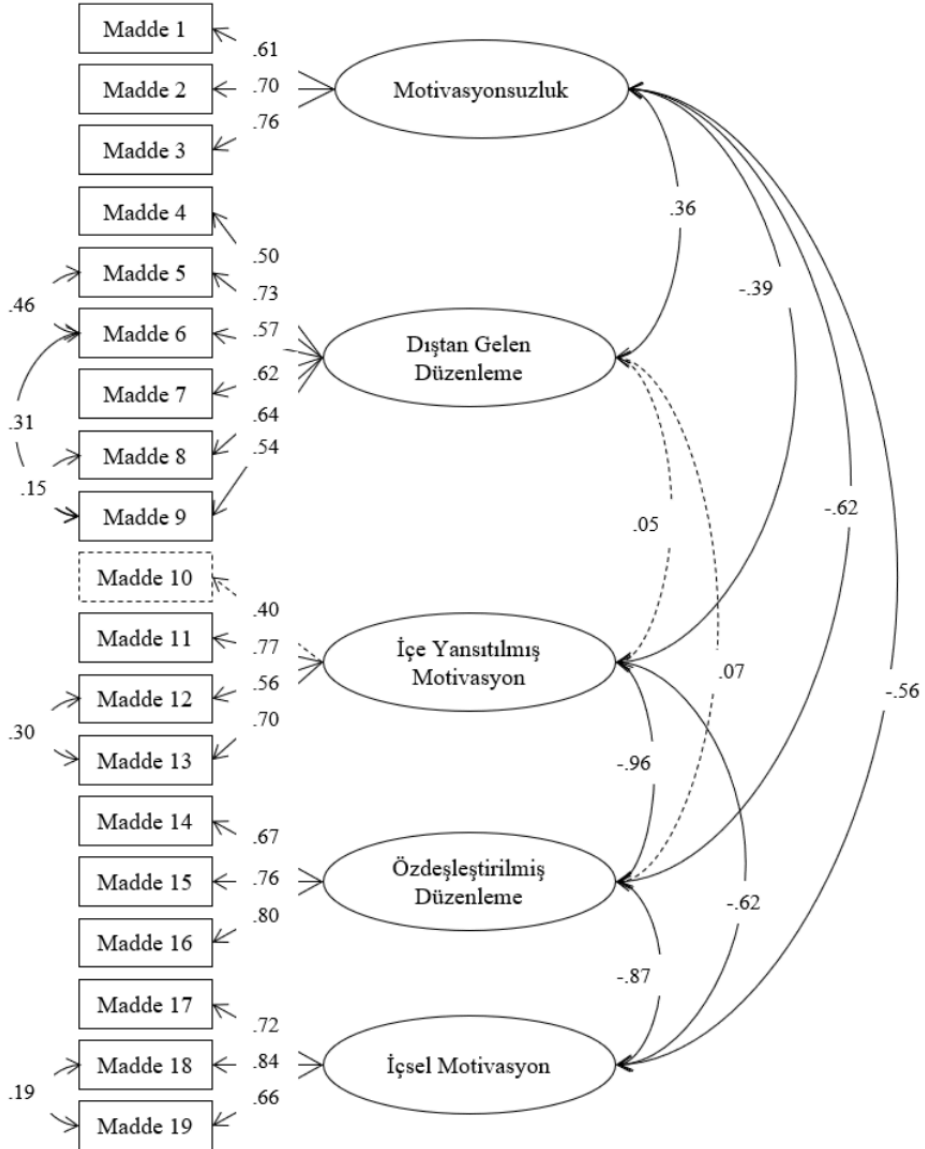 Madde 1
.61
Madde 2
.70
Motivasyonsuzluk
.76
Madde 3
Madde 4
.36
.50
Madde 5
.73
-.39
.46
Madde 6
.57
Dıştan Gelen
Düzenleme
.62
Madde 7
.64
.31
.54
Madde 8
.15
Madde 9
-.62
.05
Madde 10
.40
Madde 11
.77
İçe Yansıtılmış
Motivasyon
.07
.56
Madde 12
-.56
.70
.30
Madde 13
-.96
Madde 14
.67
.76
Madde 15
Özdeşleştirilmiş
Düzenleme
-.62
.80
Madde 16
-.87
Madde 17
.72
.84
Madde 18
İçsel Motivasyon
.19
.66
Madde 19